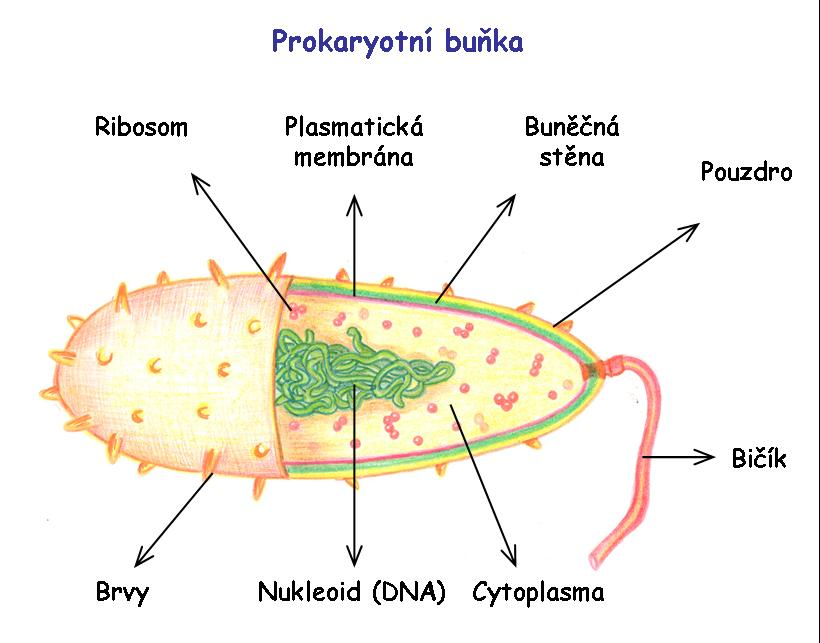 Prokaryotní buňka
Ribosom
Plasmatická
membrána
Buněčná
stěna
Pouzdro
Bičík
Brvy
Nukleoid (DNA)
Cytoplasma